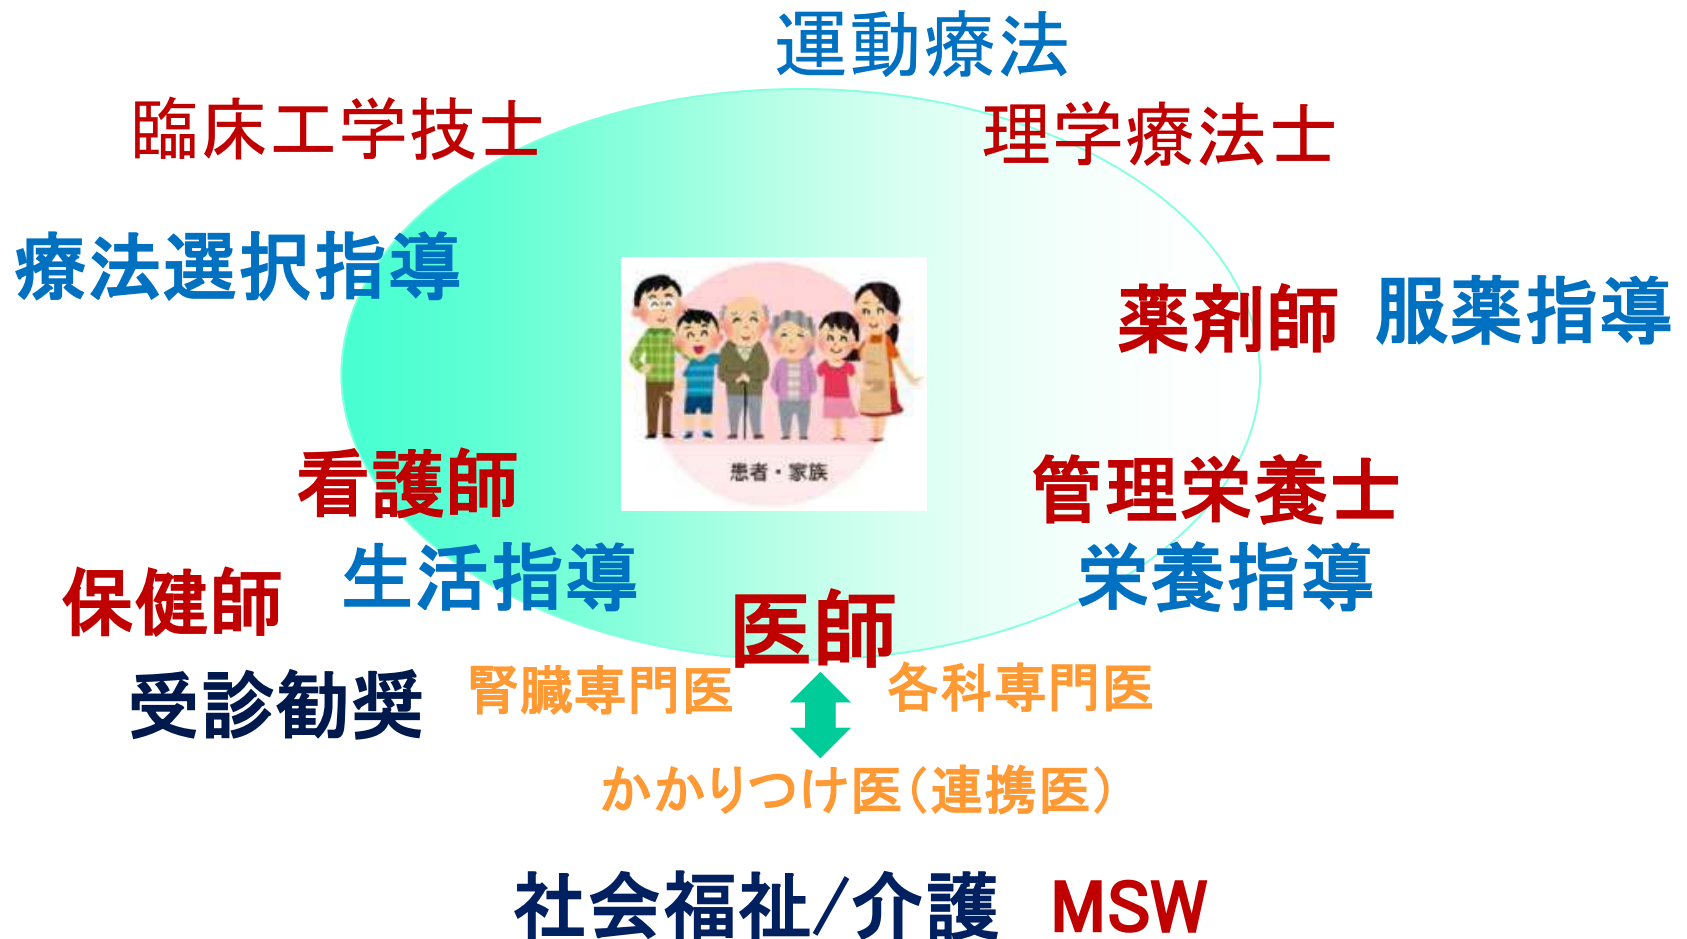 運動療法
臨床工学技士
理学療法士
療法選択指導
薬剤師 服薬指導
患者・家族
看護師
管理栄養士
生活指導
栄養指導
保健師
医師
受診勧奨
腎臓専門医
各科専門医
かかりつけ医（連携医）
社会福祉/介護 MSW